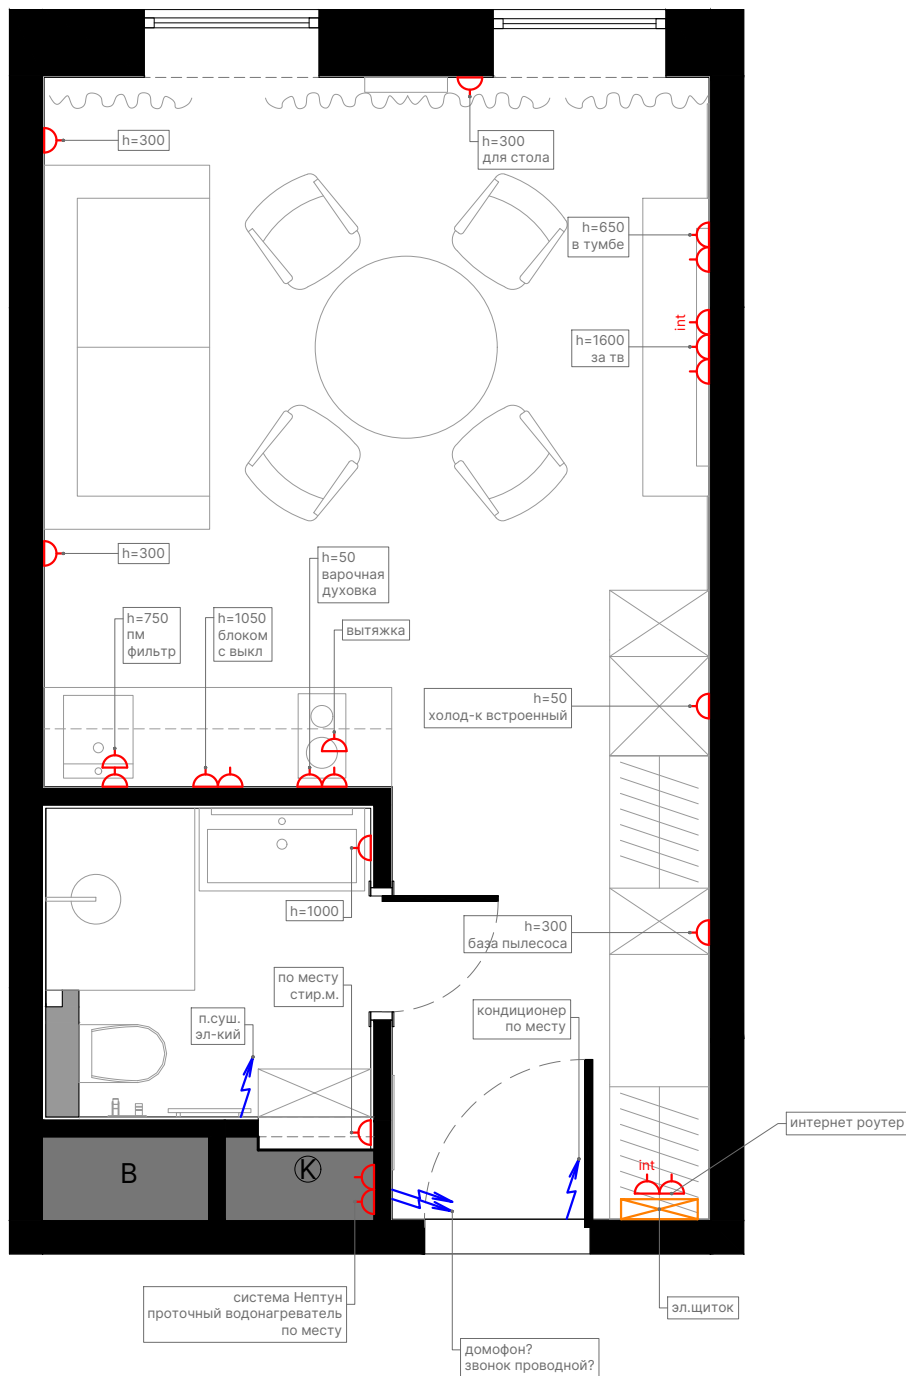 h=300
h=300
для стола
h=650
в тумбе
int
h=1600
за тв
h=300
h=50
варочная
духовка
h=750
пм
фильтр
h=1050
блоком
с выкл
вытяжка
h=50
холод-к встроенный
h=1000
h=300
база пылесоса
по месту
стир.м.
кондиционер
по месту
п.суш.
эл-кий
интернет роутер
int
В
К
система Нептун
проточный водонагреватель
по месту
эл.щиток
домофон?
звонок проводной?